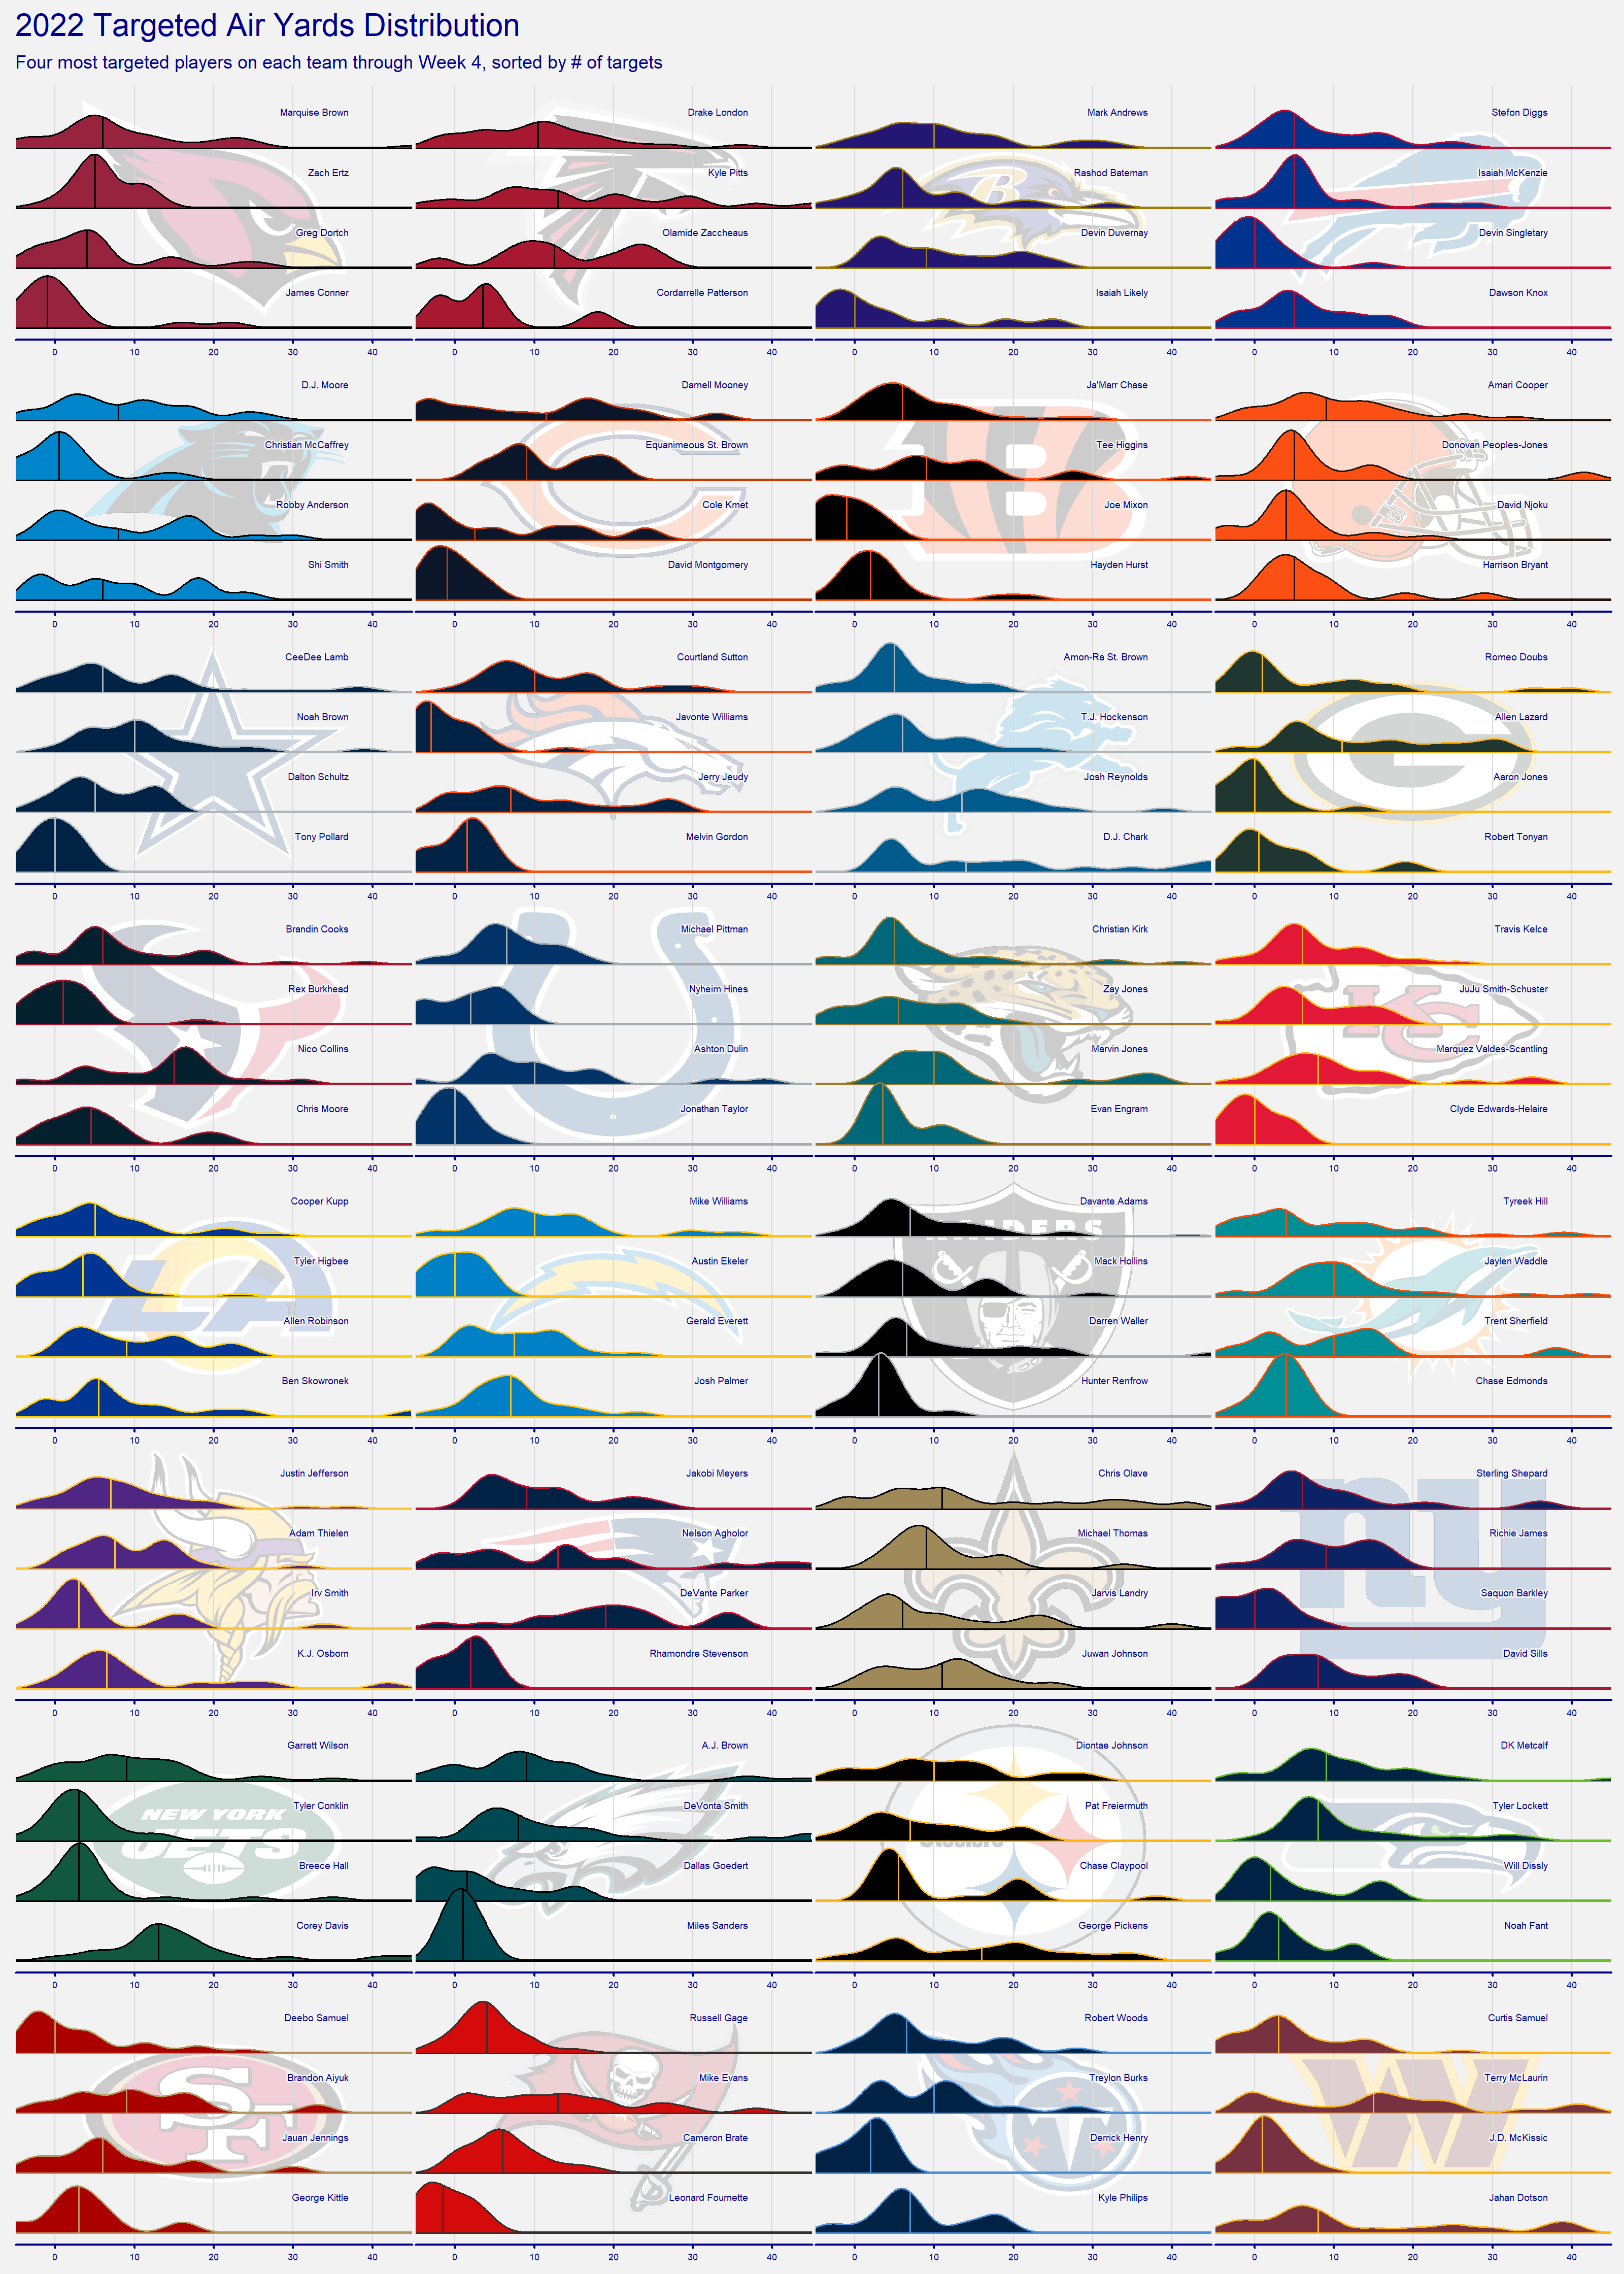 2022 Targeted Air Yards Distribution
Four most targeted players on each team through Week 4, sorted by # of targets
Marquise Brown
Zach Ertz
Greg Dortch
James Conner
0 10 20 30 40
Drake London
Kyle Pitts
Olamide Zaccheaus
Cordarrelle Patterson
0 10 20 30 40
Mark Andrews
Rashod Bateman
Devin Duvernay
Isaiah Likely
B
0 10 20 30 40
Stefon Diggs
Isaiah McKenzie
Devin Singletary
Dawson Knox
0 10 20 30 40
D.J. Moore
Christian McCaffrey
Robby Anderson
Shi Smith
0 10 20 30 40
Darnell Mooney
Equanimeous St. Brown
Cole Kmet
David Montgomery
C
0 10 20 30 40
Ja'Marr Chase
Tee Higgins
Joe Mixon
Hayden Hurst
B
0 10 20 30 40
Amari Cooper
Donovan Peoples-Jones
David Njoku
Harrison Bryant
0 10 20 30 40
CeeDee Lamb
Noah Brown
Dalton Schultz
Tony Pollard
0 10 20 30 40
Courtland Sutton
Javonte Williams
Jerry Jeudy
Melvin Gordon
0 10 20 30 40
Amon-Ra St. Brown
T.J. Hockenson
Josh Reynolds
D.J. Chark
0 10 20 30 40
Romeo Doubs
Allen Lazard
Aaron Jones
Robert Tonyan
G
0 10 20 30 40
Brandin Cooks
Rex Burkhead
Nico Collins
Chris Moore
0 10 20 30 40
Michael Pittman
Nyheim Hines
Ashton Dulin
Jonathan Taylor
0 10 20 30 40
Christian Kirk
Zay Jones
Marvin Jones
Evan Engram
0 10 20 30 40
Travis Kelce
JuJu Smith-Schuster
Marquez Valdes-Scantling
Clyde Edwards-Helaire
KC
0 10 20 30 40
Cooper Kupp
Tyler Higbee
Allen Robinson
Ben Skowronek
LA
0 10 20 30 40
Mike Williams
Austin Ekeler
Gerald Everett
Josh Palmer
0 10 20 30 40
Davante Adams
RAIDERS
Mack Hollins
Darren Waller
Hunter Renfrow
0 10 20 30 40
Tyreek Hill
Jaylen Waddle
Trent Sherfield
Chase Edmonds
0 10 20 30 40
Justin Jefferson
Adam Thielen
Irv Smith
K.J. Osborn
0 10 20 30 40
Jakobi Meyers
Nelson Agholor
DeVante Parker
Rhamondre Stevenson
0 10 20 30 40
Chris Olave
Michael Thomas
Jarvis Landry
Juwan Johnson
0 10 20 30 40
Sterling Shepard
Richie James
Saquon Barkley
David Sills
ny
0 10 20 30 40
Garrett Wilson
Tyler Conklin
NEW YORK
JETS
Breece Hall
Corey Davis
0 10 20 30 40
A.J. Brown
DeVonta Smith
Dallas Goedert
Miles Sanders
0 10 20 30 40
Diontae Johnson
Pat Freiermuth
Steelers
Chase Claypool
George Pickens
0 10 20 30 40
DK Metcalf
Tyler Lockett
Will Dissly
Noah Fant
0 10 20 30 40
Deebo Samuel
Brandon Aiyuk
Jauan Jennings
George Kittle
SF
0 10 20 30 40
Russell Gage
Mike Evans
Cameron Brate
Leonard Fournette
0 10 20 30 40
Robert Woods
Treylon Burks
Derrick Henry
Kyle Philips
T
0 10 20 30 40
Curtis Samuel
Terry McLaurin
J.D. McKissic
Jahan Dotson
W
0 10 20 30 40